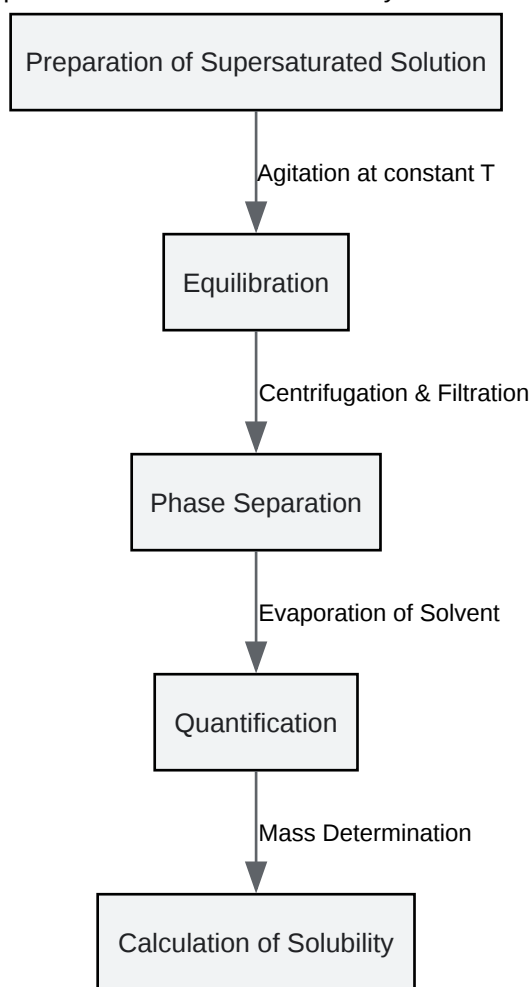 Preparation of Supersaturated Solution
Agitation at constant T
Equilibration
Centrifugation & Filtration
Phase Separation
Evaporation of Solvent
Quantification
Mass Determination
Calculation of Solubility